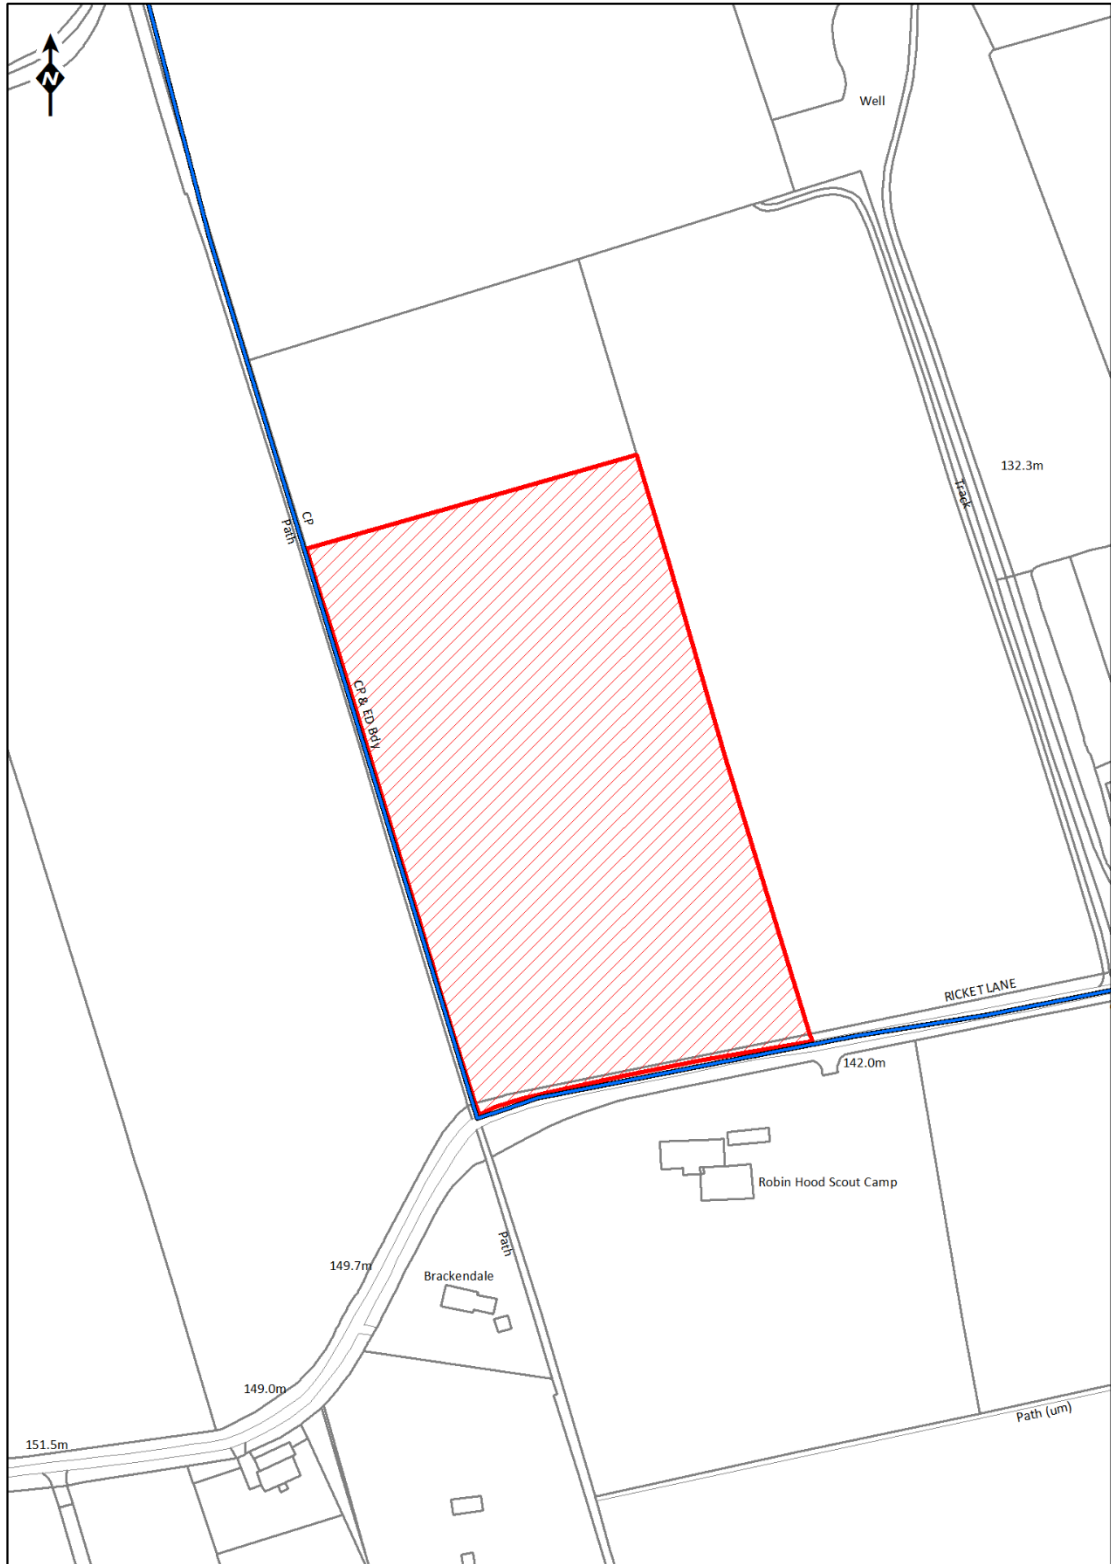 N
Well
132.3m
Track
CP
Path
CP & ED Bdy
RICKET LANE
142.0m
Robin Hood Scout Camp
Path
149.7m
Brackendale
149.0m
Path (um)
151.5m